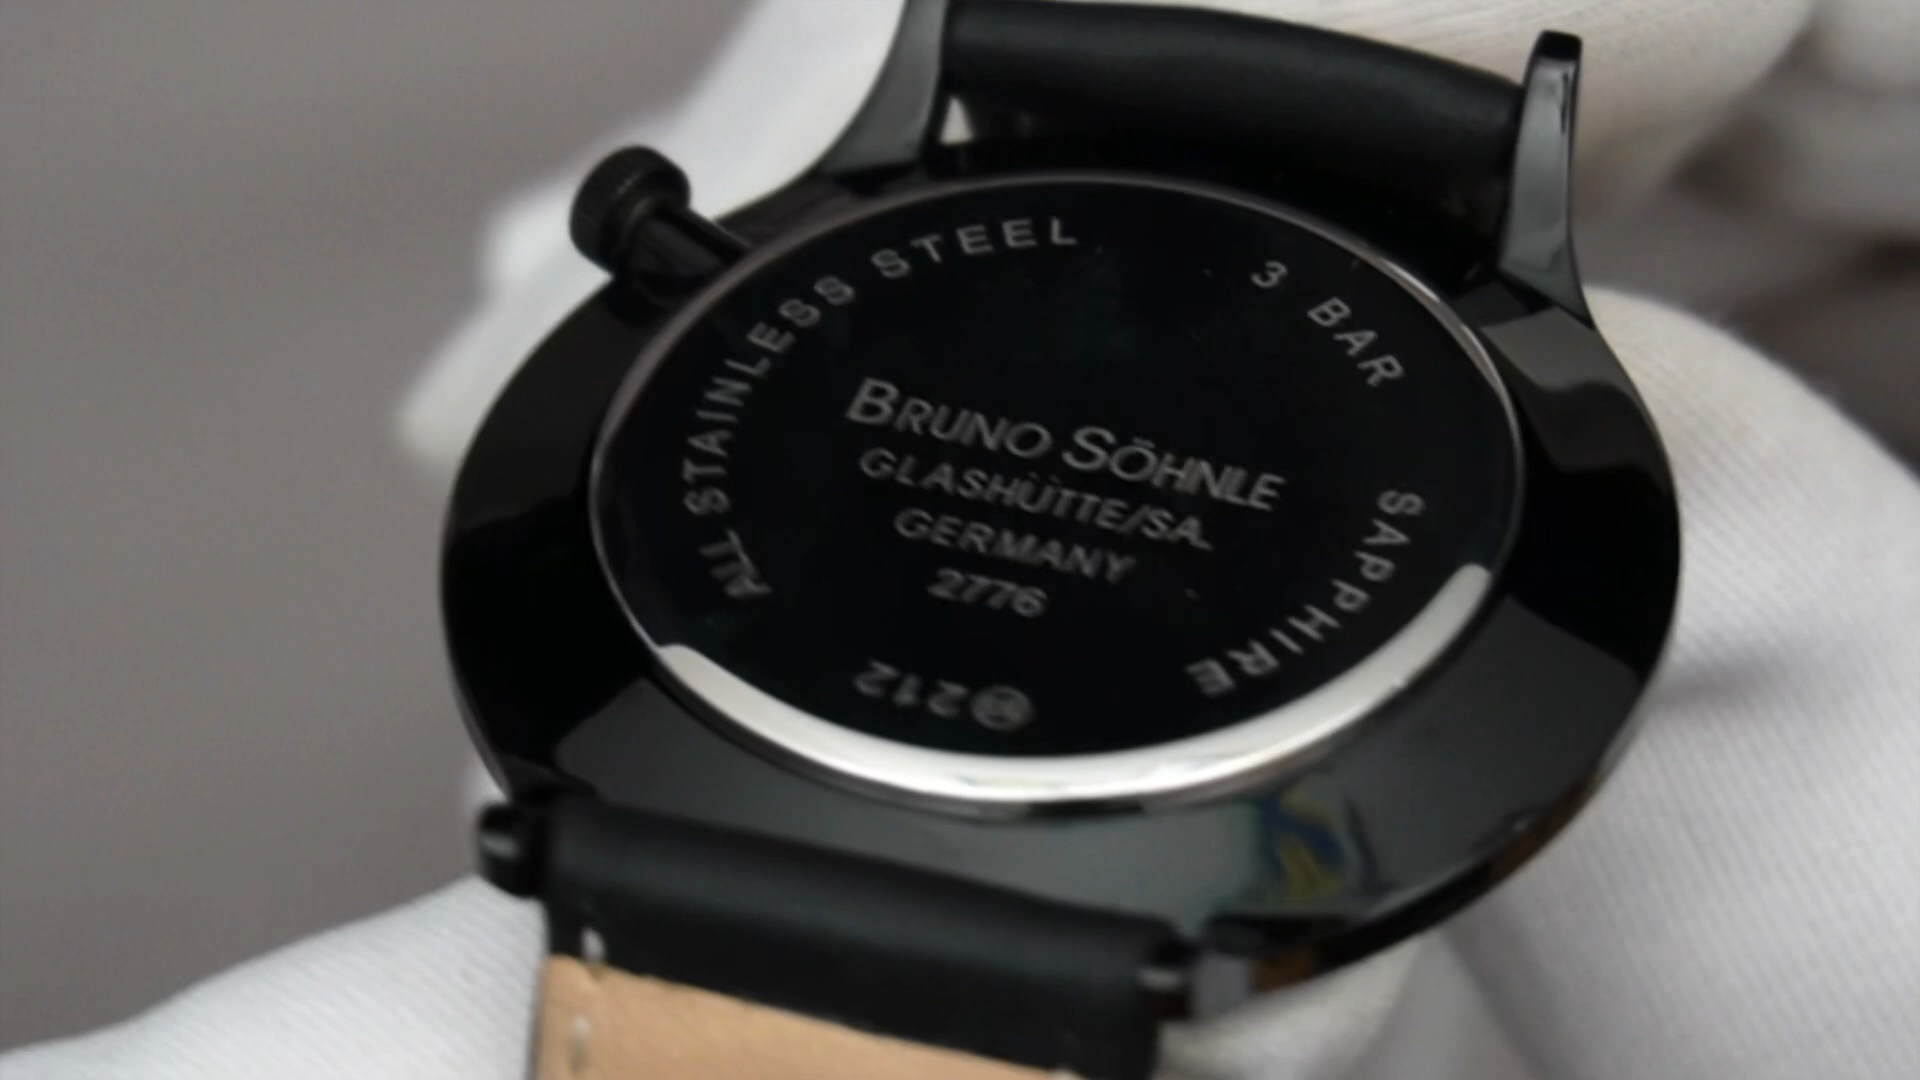 ALL STAINLESS STEEL
3 BAR
SAPPHIRE
BRUNO SÖHNLE
GLASHÜTTE/SA.
GERMANY
2776
212